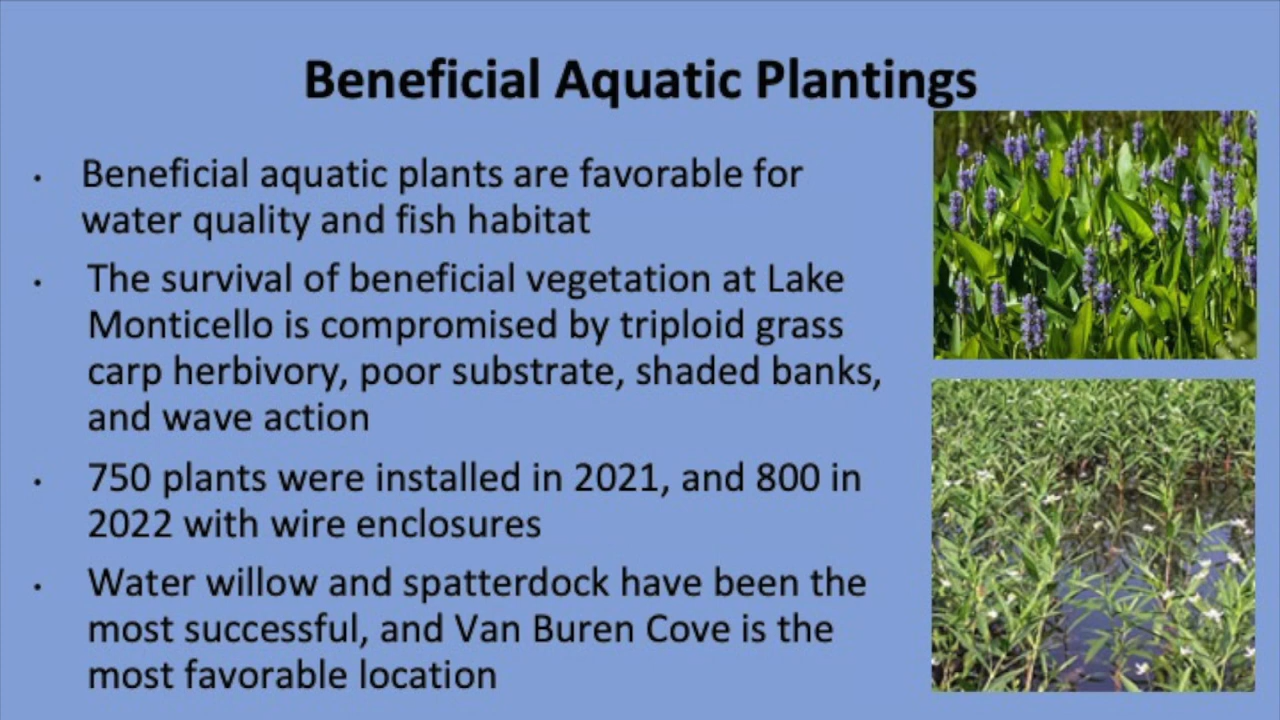 Beneficial Aquatic Plantings
• Beneficial aquatic plants are favorable for
water quality and fish habitat
• The survival of beneficial vegetation at Lake
Monticello is compromised by triploid grass
carp herbivory, poor substrate, shaded banks,
and wave action
• 750 plants were installed in 2021, and 800 in
2022 with wire enclosures
• Water willow and spatterdock have been the
most successful, and Van Buren Cove is the
most favorable location